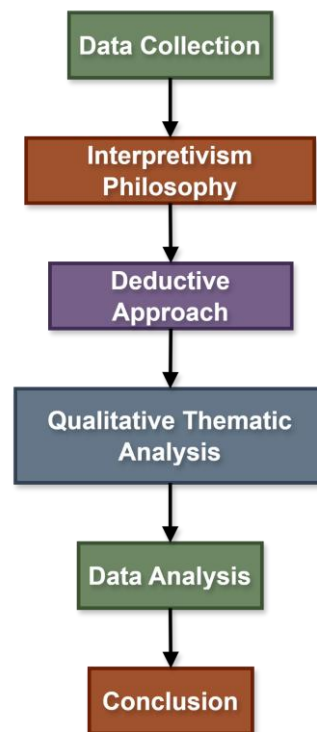 Data Collection
Interpretivism
Philosophy
Deductive
Approach
Qualitative Thematic
Analysis
Data Analysis
Conclusion